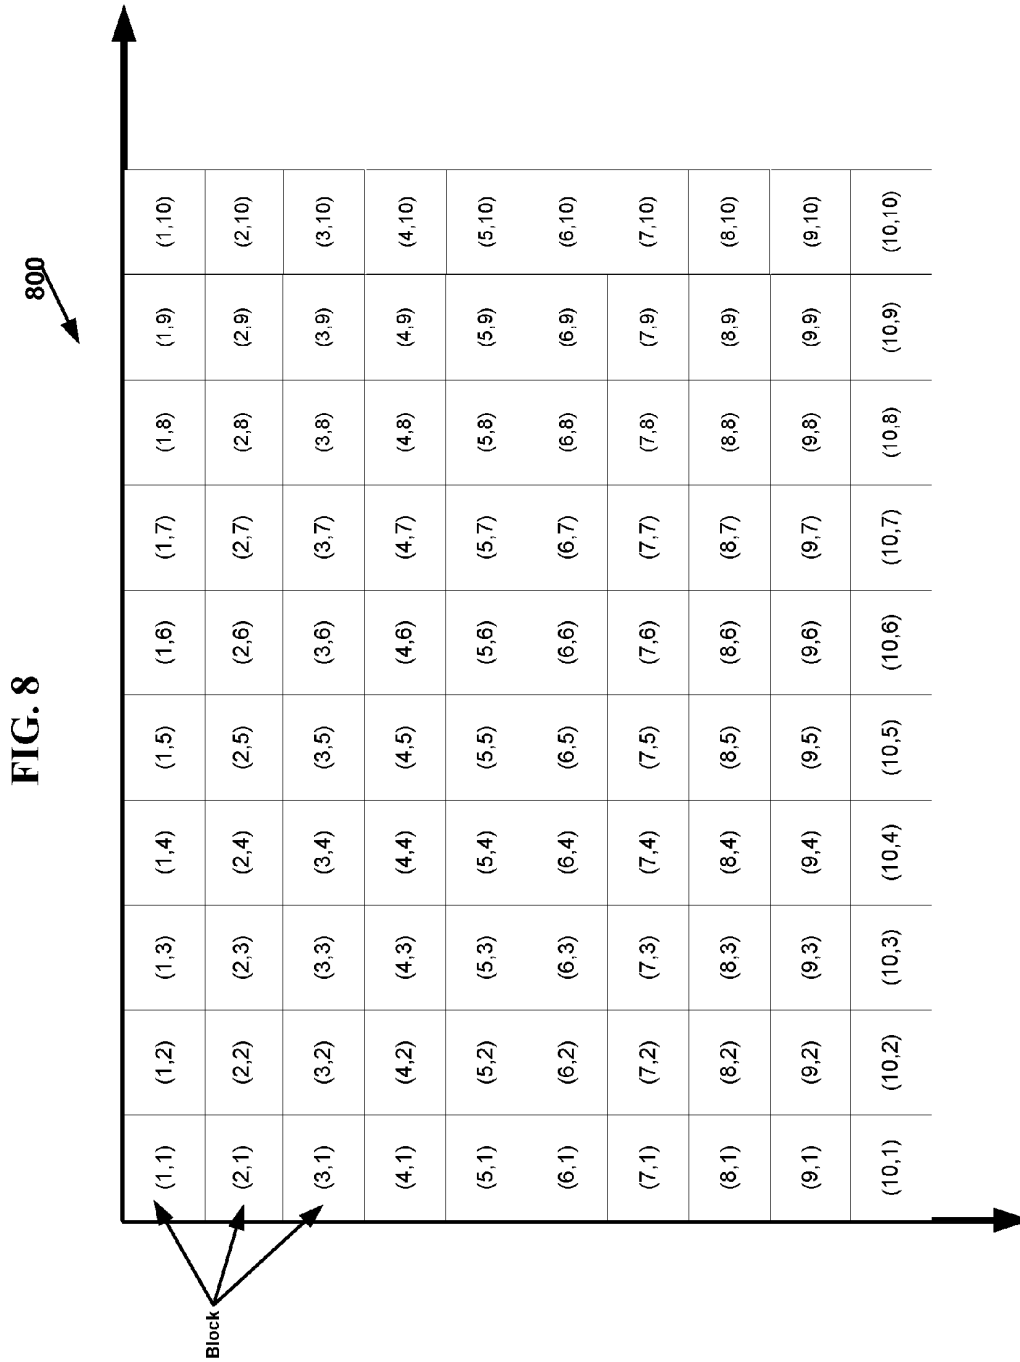 FIG. 8
800
(1,1) (1,2) (1,3) (1,4) (1,5) (1,6) (1,7) (1,8) (1,9) (1,10)
Block
(2,1) (2,2) (2,3) (2,4) (2,5) (2,6) (2,7) (2,8) (2,9) (2,10)
(3,1) (3,2) (3,3) (3,4) (3,5) (3,6) (3,7) (3,8) (3,9) (3,10)
(4,1) (4,2) (4,3) (4,4) (4,5) (4,6) (4,7) (4,8) (4,9) (4,10)
(5,1) (5,2) (5,3) (5,4) (5,5) (5,6) (5,7) (5,8) (5,9) (5,10)
(6,1) (6,2) (6,3) (6,4) (6,5) (6,6) (6,7) (6,8) (6,9) (6,10)
(7,1) (7,2) (7,3) (7,4) (7,5) (7,6) (7,7) (7,8) (7,9) (7,10)
(8,1) (8,2) (8,3) (8,4) (8,5) (8,6) (8,7) (8,8) (8,9) (8,10)
(9,1) (9,2) (9,3) (9,4) (9,5) (9,6) (9,7) (9,8) (9,9) (9,10)
(10,1) (10,2) (10,3) (10,4) (10,5) (10,6) (10,7) (10,8) (10,9) (10,10)